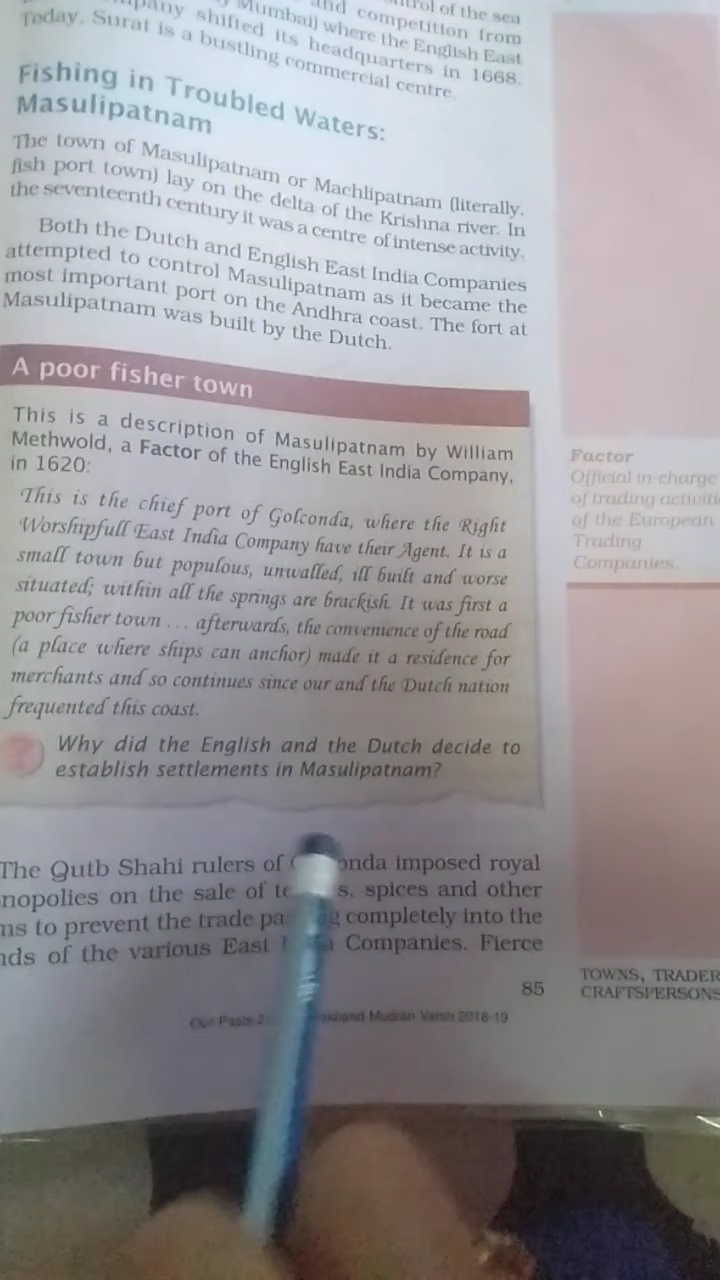 ntrol of the sea
and competition from
Mumbai) where the English East
mpany shifted its headquarters in 1668.
Today, Surat is a bustling commercial centre.
Fishing in Troubled Waters:
Masulipatnam
The town of Masulipatnam or Machlipatnam (literally,
fish port town) lay on the delta of the Krishna river. In
the seventeenth century it was a centre of intense activity.
Both the Dutch and English East India Companies
attempted to control Masulipatnam as it became the
most important port on the Andhra coast. The fort at
Masulipatnam was built by the Dutch.
A poor fisher town
This is a description of Masulipatnam by William
Methwold, a Factor of the English East India Company,
in 1620:
This is the chief port of Golconda, where the Right
Worshipfull East India Company have their Agent. It is a
small town but populous, unwalled, ill built and worse
situated; within all the springs are brackish. It was first a
poor fisher town ... afterwards, the convenience of the road
(a place where ships can anchor) made it a residence for
merchants and so continues since our and the Dutch nation
frequented this coast.
? Why did the English and the Dutch decide to
establish settlements in Masulipatnam?
The Qutb Shahi rulers of onda imposed royal
nopolies on the sale of te s, spices and other
ms to prevent the trade pa g completely into the
nds of the various East Companies. Fierce
Factor
Official in-charge
of trading activiti
of the European
Trading
Companies.
85
TOWNS, TRADER
CRAFTSPERSONS
Our Pasts-2 Mudran Varsh 2018-19